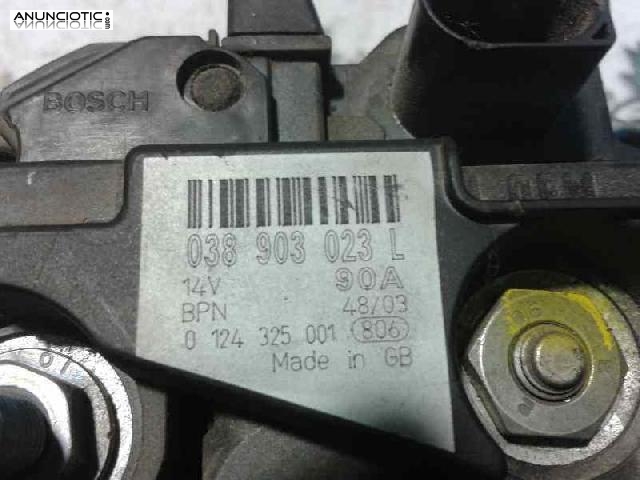 ANUNCIOTIC
BOSCH
038 903 023 L
14V 90A
BPN 48/03
0 124 325 001 806
Made in GB